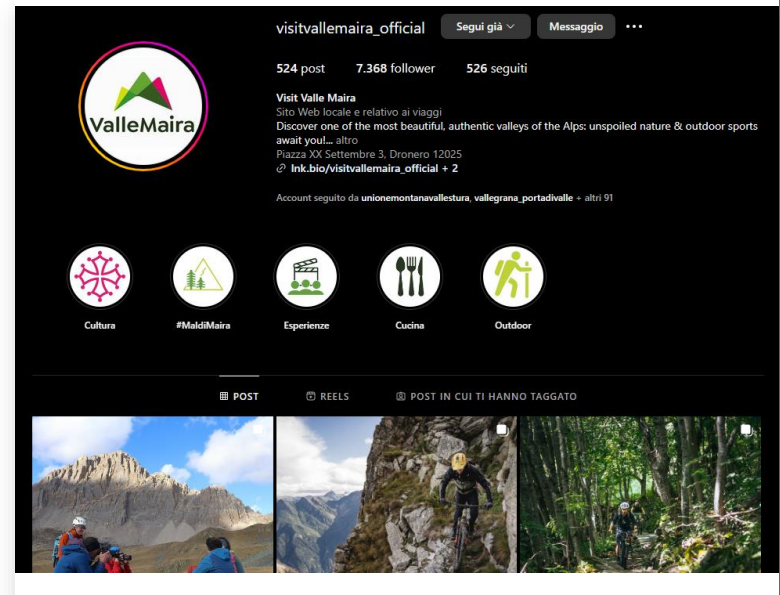 visitvallemaira_official Segui già Messaggio
524 post 7.368 follower 526 seguiti
ValleMaira
Visit Valle Maira
Sito Web locale e relativo ai viaggi
Discover one of the most beautiful, authentic valleys of the Alps: unspoiled nature & outdoor sports
await you!... altro
Piazza XX Settembre 3, Dronero 12025
lnk.bio/visitvallemaira_official + 2
Account seguito da unionemontanavallestura, vallegrana_portadivalle + altri 91
Cultura #MaldiMaira Esperienze Cucina Outdoor
POST REELS POST IN CUI TI HANNO TAGGATO